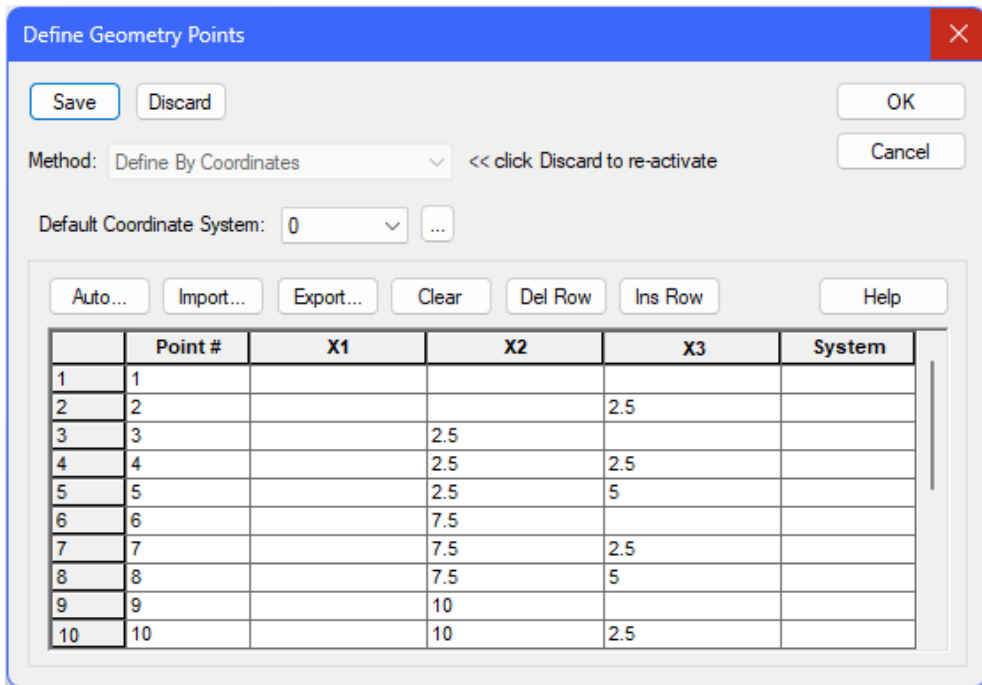 Define Geometry Points
Save Discard OK
Cancel
Method: Define By Coordinates << click Discard to re-activate
Default Coordinate System: 0 ...
Auto... Import... Export... Clear Del Row Ins Row Help
Point # X1 X2 X3 System
1 1
2 2 2.5
3 3 2.5
4 4 2.5 2.5
5 5 2.5 5
6 6 7.5
7 7 7.5 2.5
8 8 7.5 5
9 9 10
10 10 10 2.5